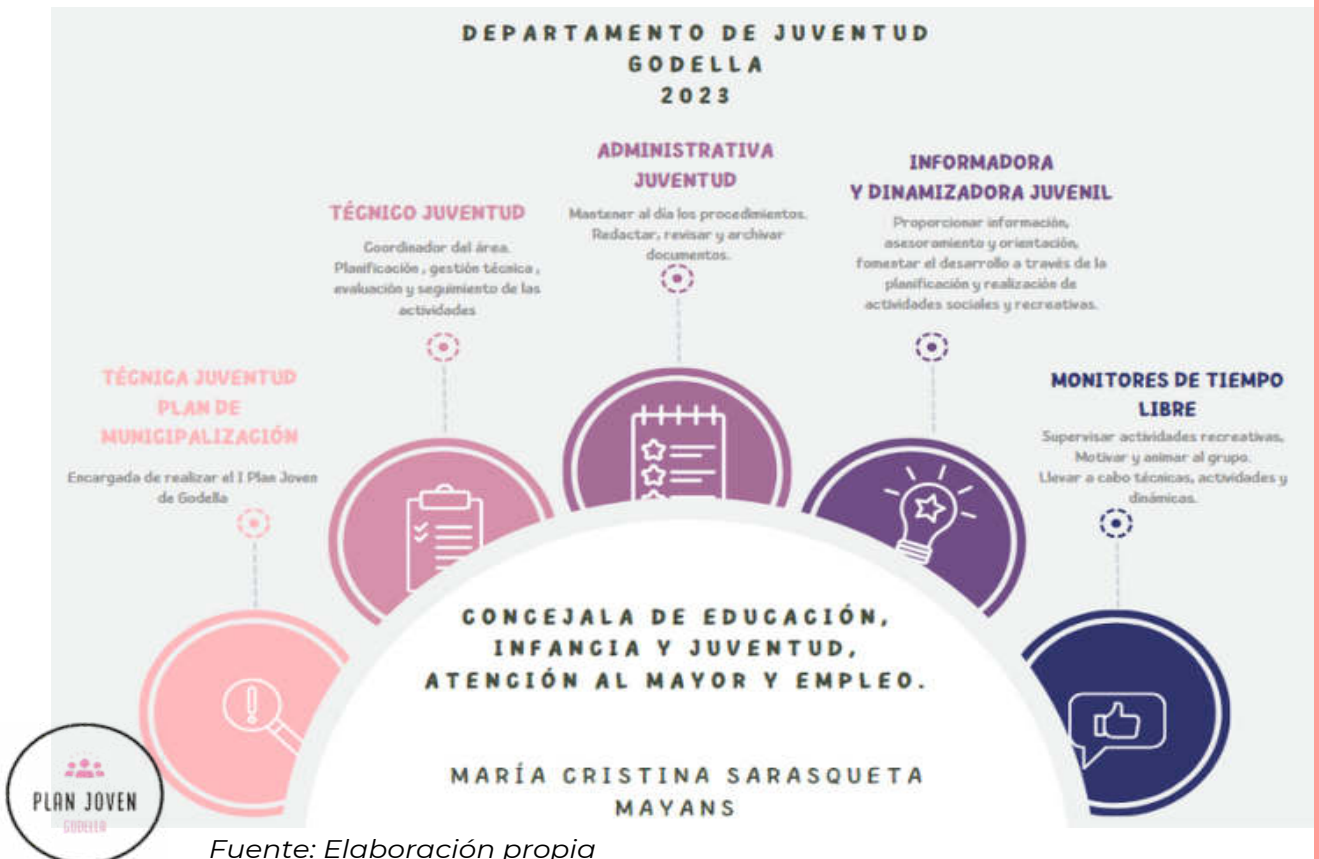 DEPARTAMENTO DE JUVENTUD
GODELLA
2023
TÉCNICA JUVENTUD
PLAN DE
MUNICIPALIZACIÓN
Encargada de realizar el I Plan Joven
de Godella
TÉCNICO JUVENTUD
Coordinador del área.
Planificación , gestión técnica ,
evaluación y seguimiento de las
actividades
ADMINISTRATIVA
JUVENTUD
Mantener al día los procedimientos.
Redactar, revisar y archivar
documentos.
INFORMADORA
Y DINAMIZADORA JUVENIL
Proporcionar información,
asesoramiento y orientación,
fomentar el desarrollo a través de la
planificación y realización de
actividades sociales y recreativas.
MONITORES DE TIEMPO
LIBRE
Supervisar actividades recreativas,
Motivar y animar al grupo.
Llevar a cabo técnicas, actividades y
dinámicas.
CONCEJALA DE EDUCACIÓN,
INFANCIA Y JUVENTUD,
ATENCIÓN AL MAYOR Y EMPLEO.
MARÍA CRISTINA SARASQUETA
MAYANS
PLAN JOVEN
GODELLA
Fuente: Elaboración propia